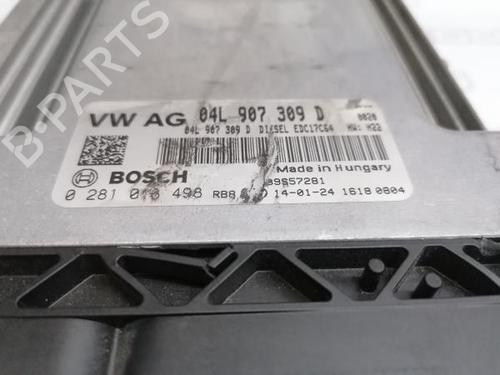 VW AG 04L 907 309 D
04L 907 309 D DIESEL EDC17C64 HW: H22
0020
BOSCH Made in Hungary
0 281 0 498 RB8 14-01-24 1618 0804
B-PARTS